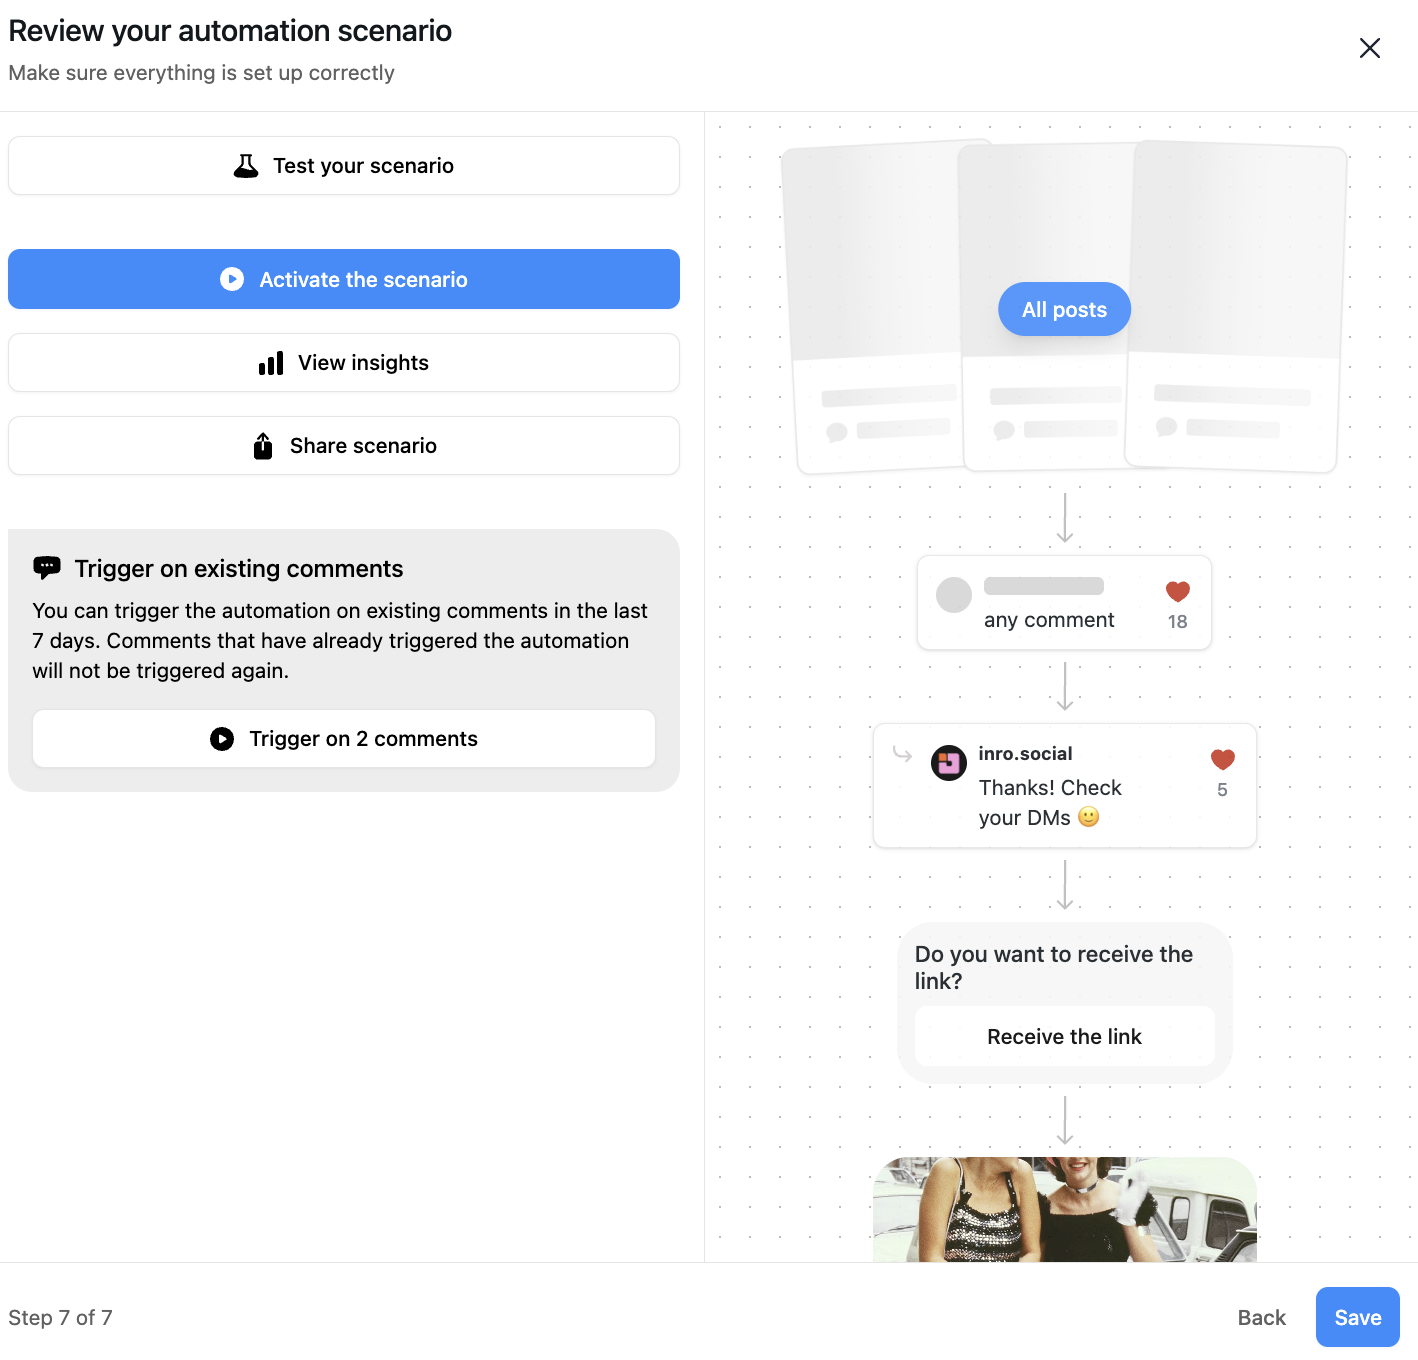 Review your automation scenario
Make sure everything is set up correctly
Test your scenario
Activate the scenario
View insights
Share scenario
Trigger on existing comments
You can trigger the automation on existing comments in the last
7 days. Comments that have already triggered the automation
will not be triggered again.
Trigger on 2 comments
All posts
any comment
18
inro.social
Thanks! Check
your DMs 🙂
5
Do you want to receive the
link?
Receive the link
Step 7 of 7
Back
Save